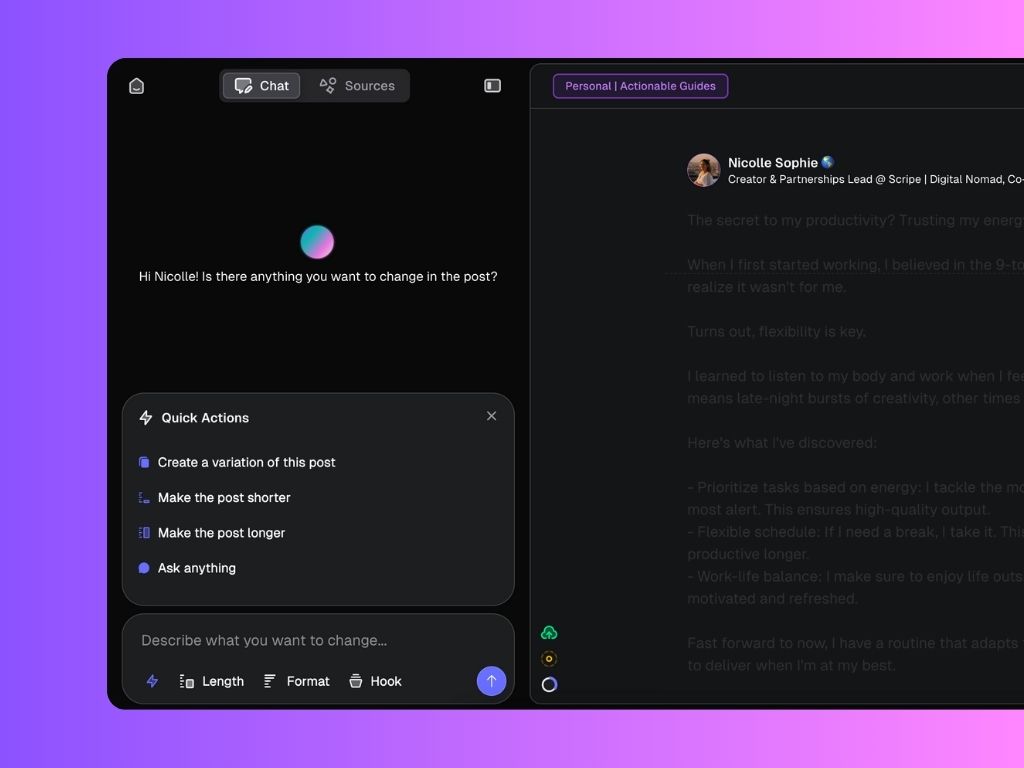 Chat
Sources
Hi Nicolle! Is there anything you want to change in the post?
Quick Actions
Create a variation of this post
Make the post shorter
Make the post longer
Ask anything
Describe what you want to change...
Length
Format
Hook
Personal | Actionable Guides
Nicolle Sophie
Creator & Partnerships Lead @ Scripe | Digital Nomad, Co-
The secret to my productivity? Trusting my energy
When I first started working, I believed in the 9-to
realize it wasn't for me.
Turns out, flexibility is key.
I learned to listen to my body and work when I fee
means late-night bursts of creativity, other times
Here's what I've discovered:
- Prioritize tasks based on energy: I tackle the mo
most alert. This ensures high-quality output.
- Flexible schedule: If I need a break, I take it. This
productive longer.
- Work-life balance: I make sure to enjoy life outs
motivated and refreshed.
Fast forward to now, I have a routine that adapts
to deliver when I'm at my best.